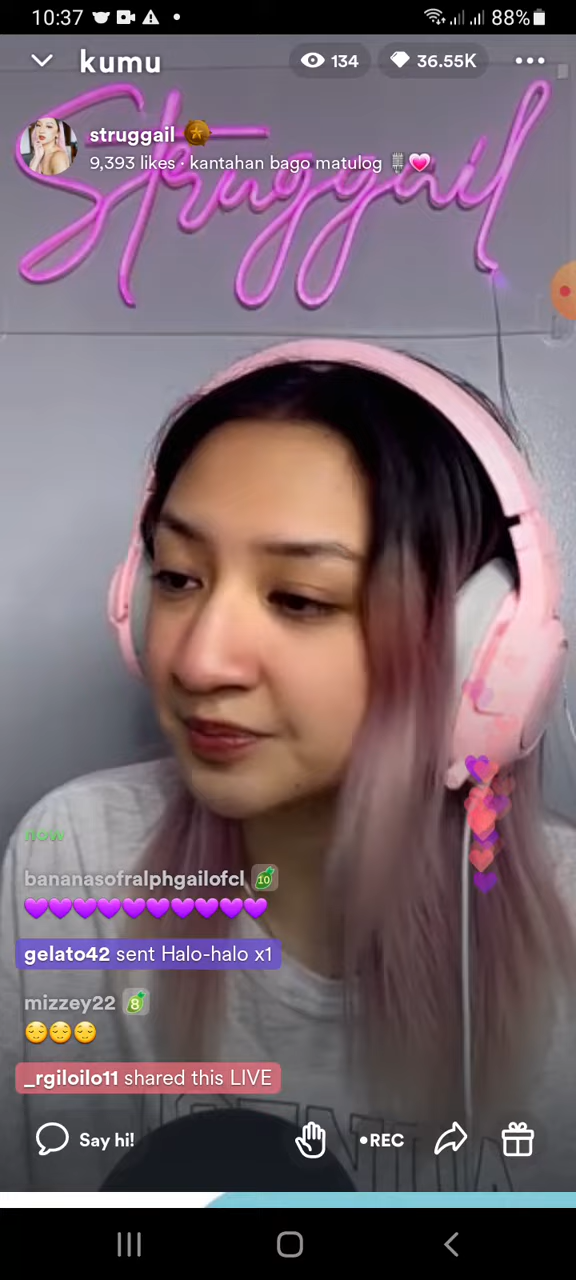 10:37
88%
kumu
134
36.55K
Struggail
struggail
9,393 likes · kantahan bago matulog 🎙️💗
now
bananasofralphgailofcl 10
💜💜💜💜💜💜💜💜💜💜
gelato42 sent Halo-halo x1
mizzey22 8
😌😌😌
_rgiloilo11 shared this LIVE
Say hi!
•REC